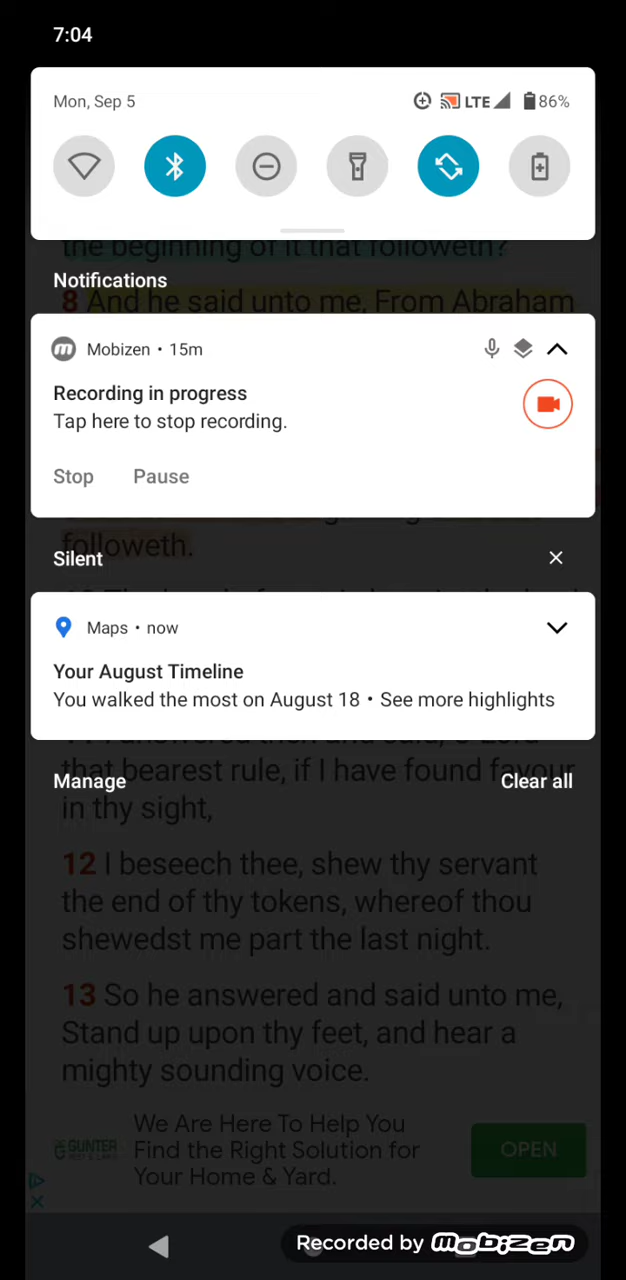 7:04
Mon, Sep 5
LTE
86%
the beginning of it that followeth?
Notifications
8 And he said unto me, From Abraham
Mobizen • 15m
Recording in progress
Tap here to stop recording.
Stop Pause
followeth.
Silent
Maps • now
Your August Timeline
You walked the most on August 18 • See more highlights
that bearest rule, if I have found favour
Manage
Clear all
in thy sight,
12 I beseech thee, shew thy servant
the end of thy tokens, whereof thou
shewedst me part the last night.
13 So he answered and said unto me,
Stand up upon thy feet, and hear a
mighty sounding voice.
We Are Here To Help You
Find the Right Solution for
Your Home & Yard.
GUNTER
OPEN
Recorded by mobizen